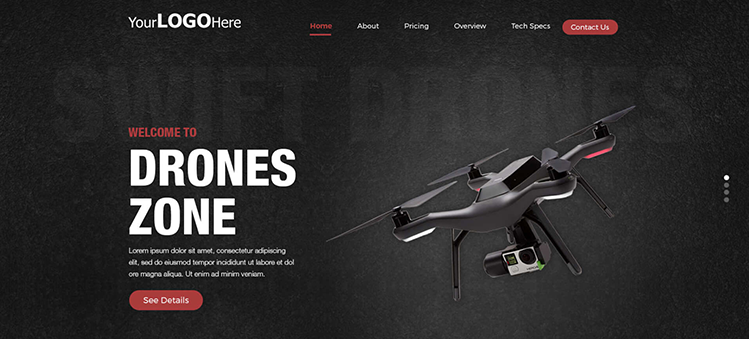 YourLOGOHere
Home
About
Pricing
Overview
Tech Specs
Contact Us
SWIFT DRONES
WELCOME TO
DRONES
ZONE
Lorem ipsum dolor sit amet, consectetur adipiscing
elit, sed do eiusmod tempor incididunt ut labore et dol
ore magna aliqua. Ut enim ad minim veniam.
See Details